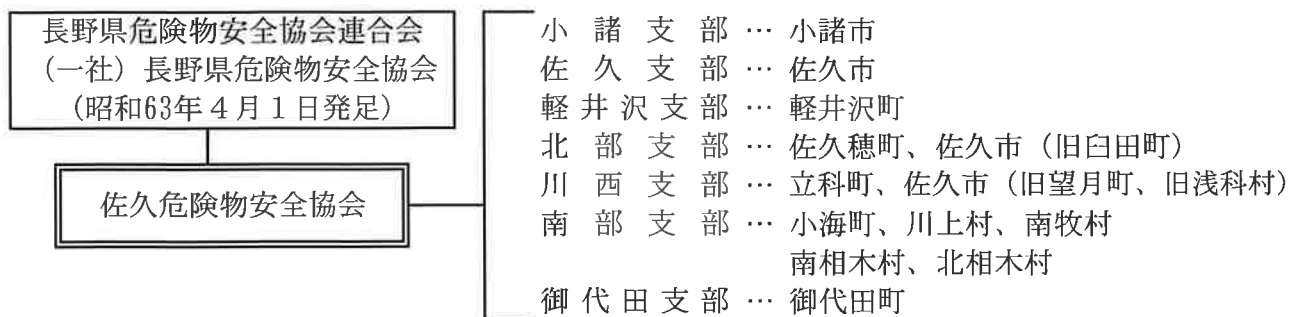 長野県危険物安全協会連合会
（一社）長野県危険物安全協会
（昭和63年４月１日発足）
佐久危険物安全協会
小諸支部 … 小諸市
佐久支部 … 佐久市
軽井沢支部 … 軽井沢町
北部支部 … 佐久穂町、佐久市（旧臼田町）
川西支部 … 立科町、佐久市（旧望月町、旧浅科村）
南部支部 … 小海町、川上村、南牧村
南相木村、北相木村
御代田支部 … 御代田町